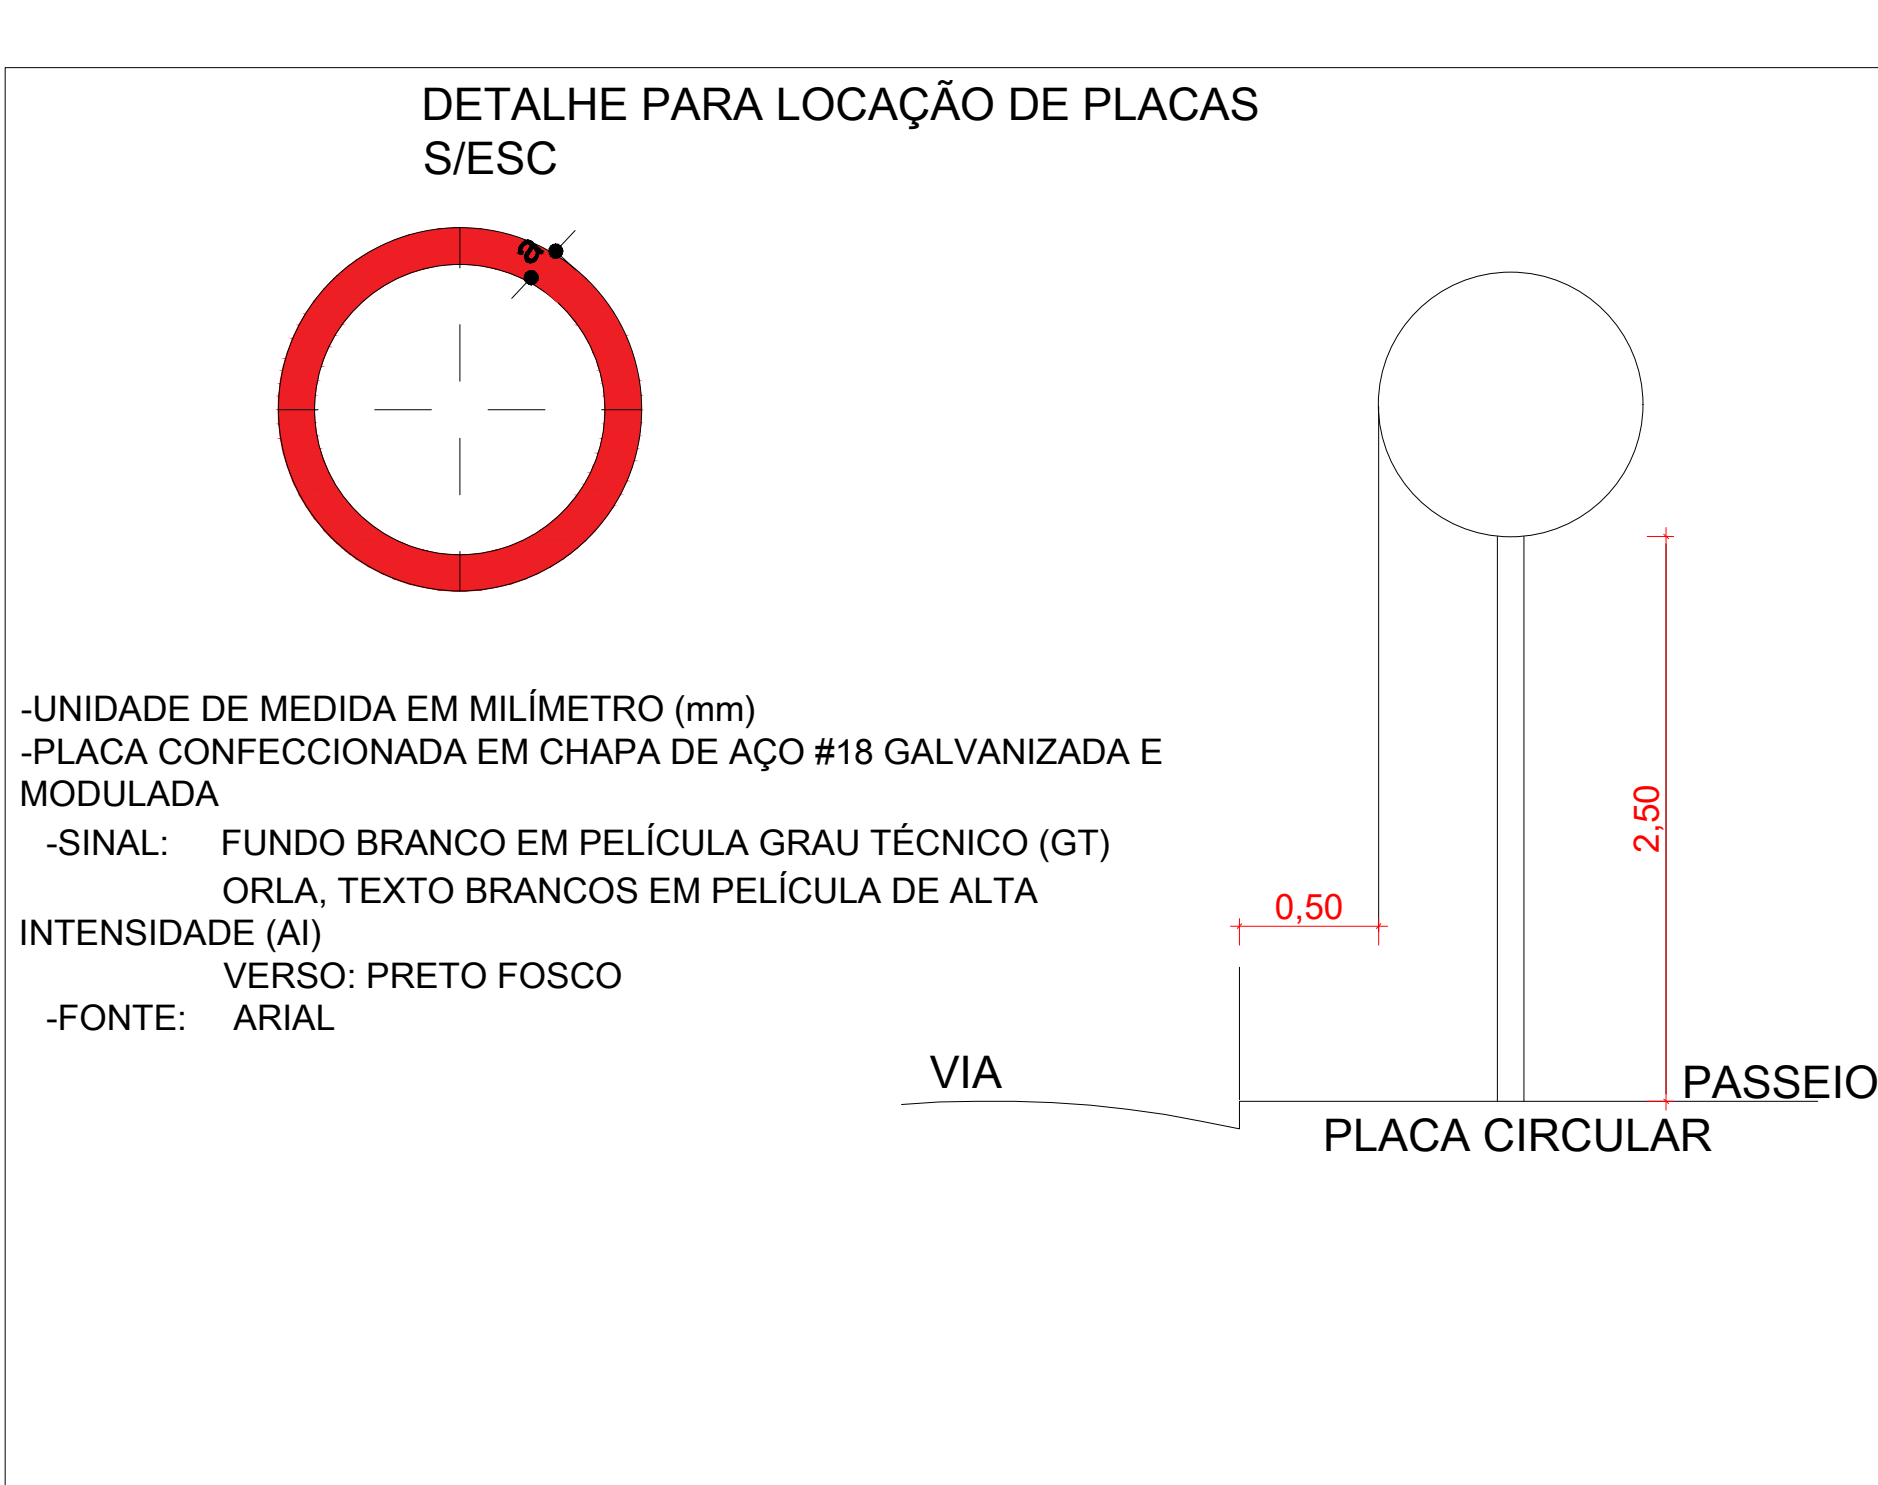 DETALHE PARA LOCAÇÃO DE PLACAS
S/ESC
a
-UNIDADE DE MEDIDA EM MILÍMETRO (mm)
-PLACA CONFECCIONADA EM CHAPA DE AÇO #18 GALVANIZADA E
MODULADA
-SINAL: FUNDO BRANCO EM PELÍCULA GRAU TÉCNICO (GT)
ORLA, TEXTO BRANCOS EM PELÍCULA DE ALTA
INTENSIDADE (AI)
VERSO: PRETO FOSCO
-FONTE: ARIAL
2,50
0,50
VIA
PASSEIO
PLACA CIRCULAR